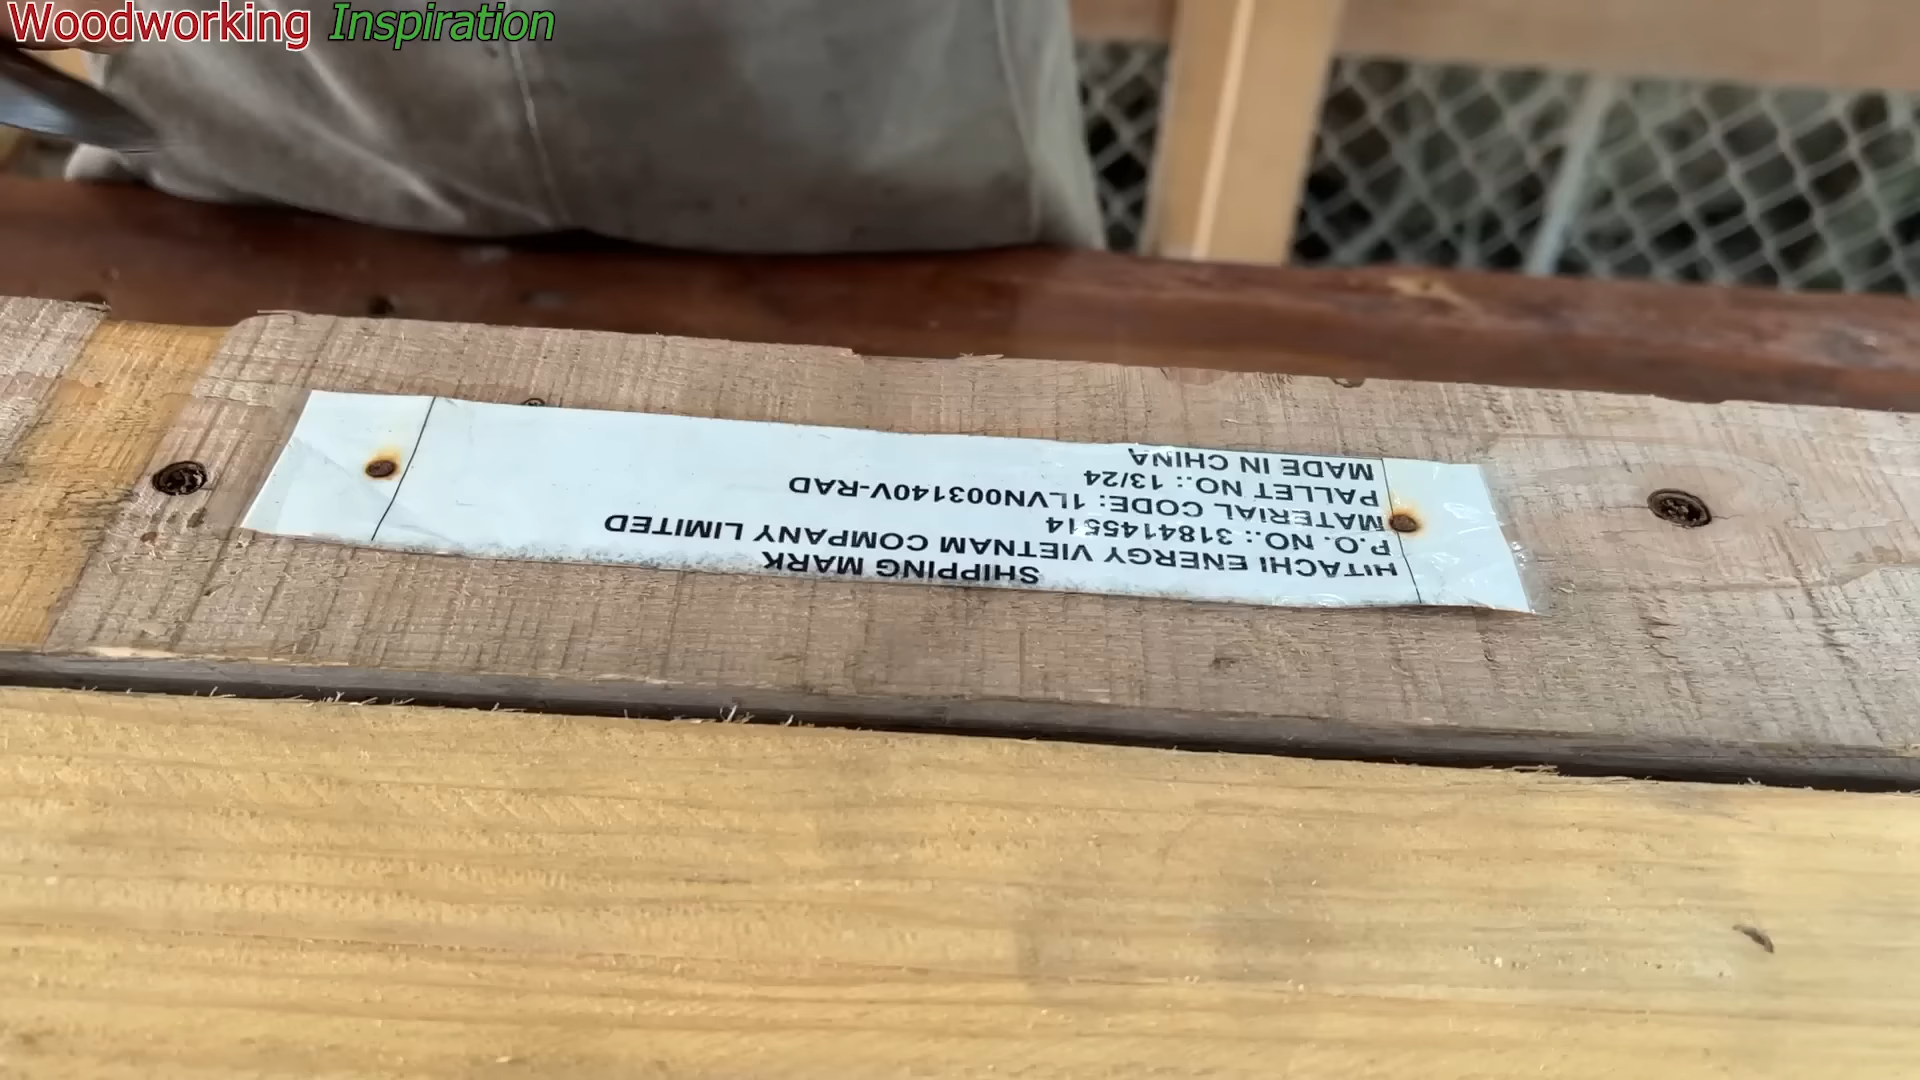 Woodworking Inspiration
SHIPPING MARK
HITACHI ENERGY VIETNAM COMPANY LIMITED
P.O. NO.: 3184145514
MATERIAL CODE: 1LVN003140V-RAD
PALLET NO.: 13/24
MADE IN CHINA